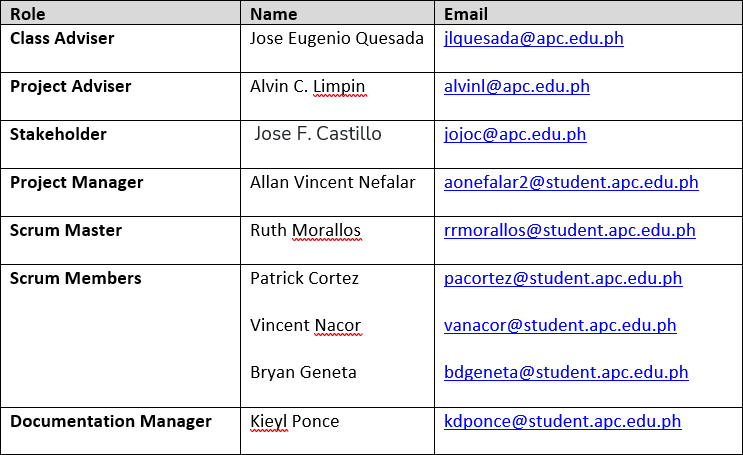 Role Name Email
Class Adviser Jose Eugenio Quesada jlquesada@apc.edu.ph
Project Adviser Alvin C. Limpin alvinl@apc.edu.ph
Stakeholder Jose F. Castillo jojoc@apc.edu.ph
Project Manager Allan Vincent Nefalar aonefalar2@student.apc.edu.ph
Scrum Master Ruth Morallos rrmorallos@student.apc.edu.ph
Scrum Members Patrick Cortez pacortez@student.apc.edu.ph
Vincent Nacor vanacor@student.apc.edu.ph
Bryan Geneta bdgeneta@student.apc.edu.ph
Documentation Manager Kieyl Ponce kdponce@student.apc.edu.ph